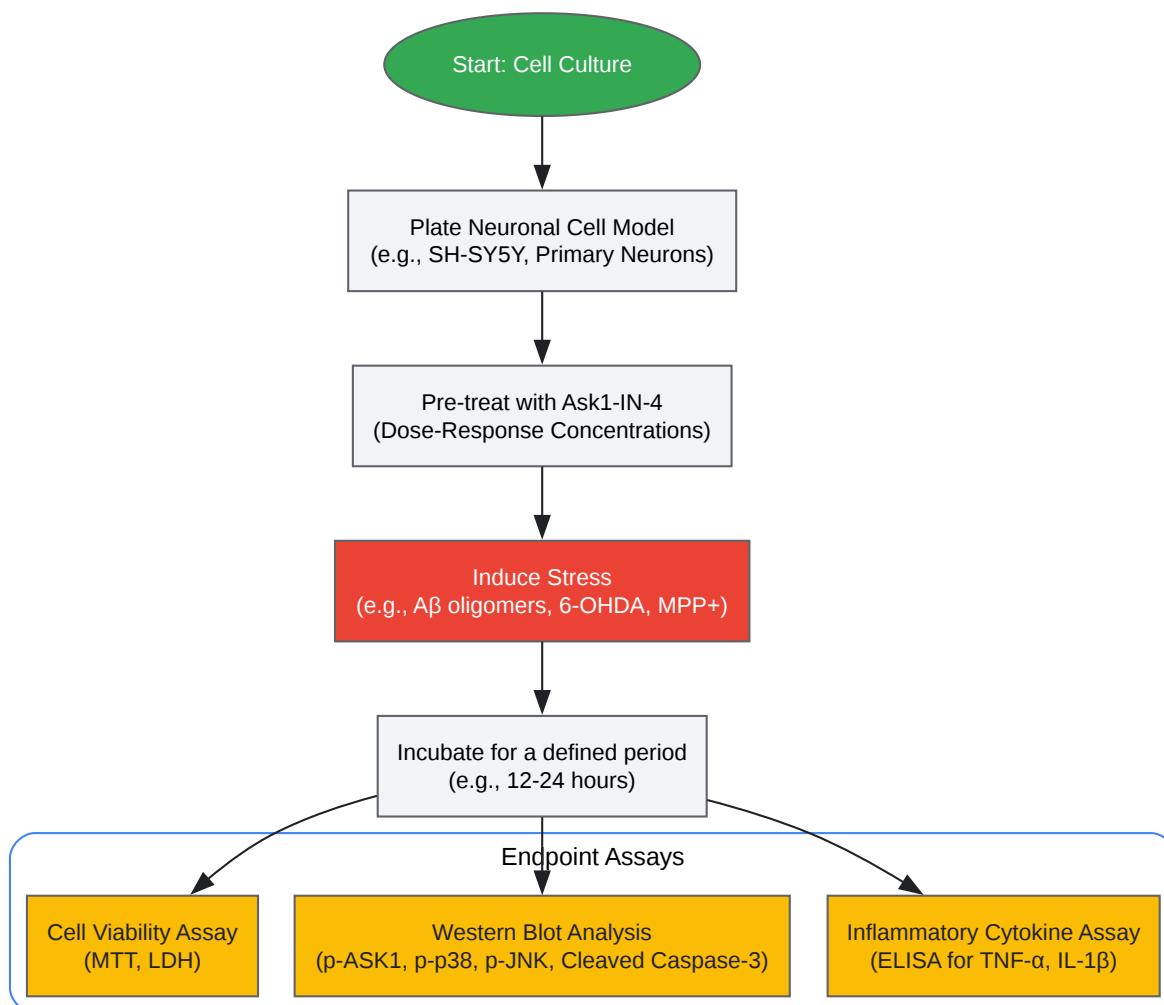 Start: Cell Culture
Plate Neuronal Cell Model
(e.g., SH-SY5Y, Primary Neurons)
Pre-treat with Ask1-IN-4
(Dose-Response Concentrations)
Induce Stress
(e.g., Aβ oligomers, 6-OHDA, MPP+)
Incubate for a defined period
(e.g., 12-24 hours)
Endpoint Assays
Cell Viability Assay
(MTT, LDH)
Western Blot Analysis
(p-ASK1, p-p38, p-JNK, Cleaved Caspase-3)
Inflammatory Cytokine Assay
(ELISA for TNF-α, IL-1β)